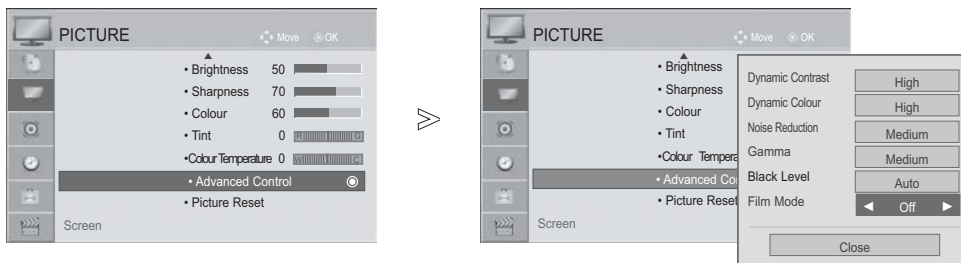 PICTURE
Move OK
• Brightness 50
• Sharpness 70
• Colour 60
• Tint 0 R G
•Colour Temperature 0 W C
• Advanced Control
• Picture Reset
Screen
PICTURE
Move OK
• Brightness
• Sharpness
• Colour
• Tint
•Colour Tempera
• Advanced Co
• Picture Reset
Screen
Dynamic Contrast High
Dynamic Colour High
Noise Reduction Medium
Gamma Medium
Black Level Auto
Film Mode ◄ Off ►
Close